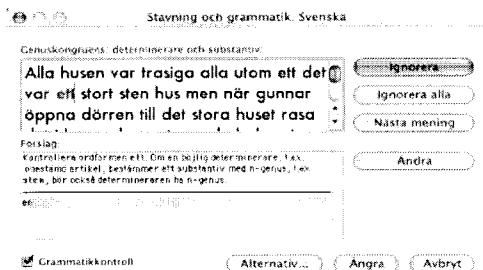 Stavning och grammatik. Svenska
Genuskongruens: determinerare och substantiv:
Alla husen var trasiga alla utom ett det
var ett stort sten hus men när gunnar
öppna dörren till det stora huset rasa
Ignorera
Ignorera alla
Nästa mening
Förslag:
Kontrollera ordformen ett. Om en böjlig determinerare, t.ex.
obestämd artikel, bestämmer ett substantiv med n-genus, t.ex.
sten, bör också determineraren ha n-genus.
Ändra
en
Grammatikkontroll
Alternativ...
Ångra
Avbryt